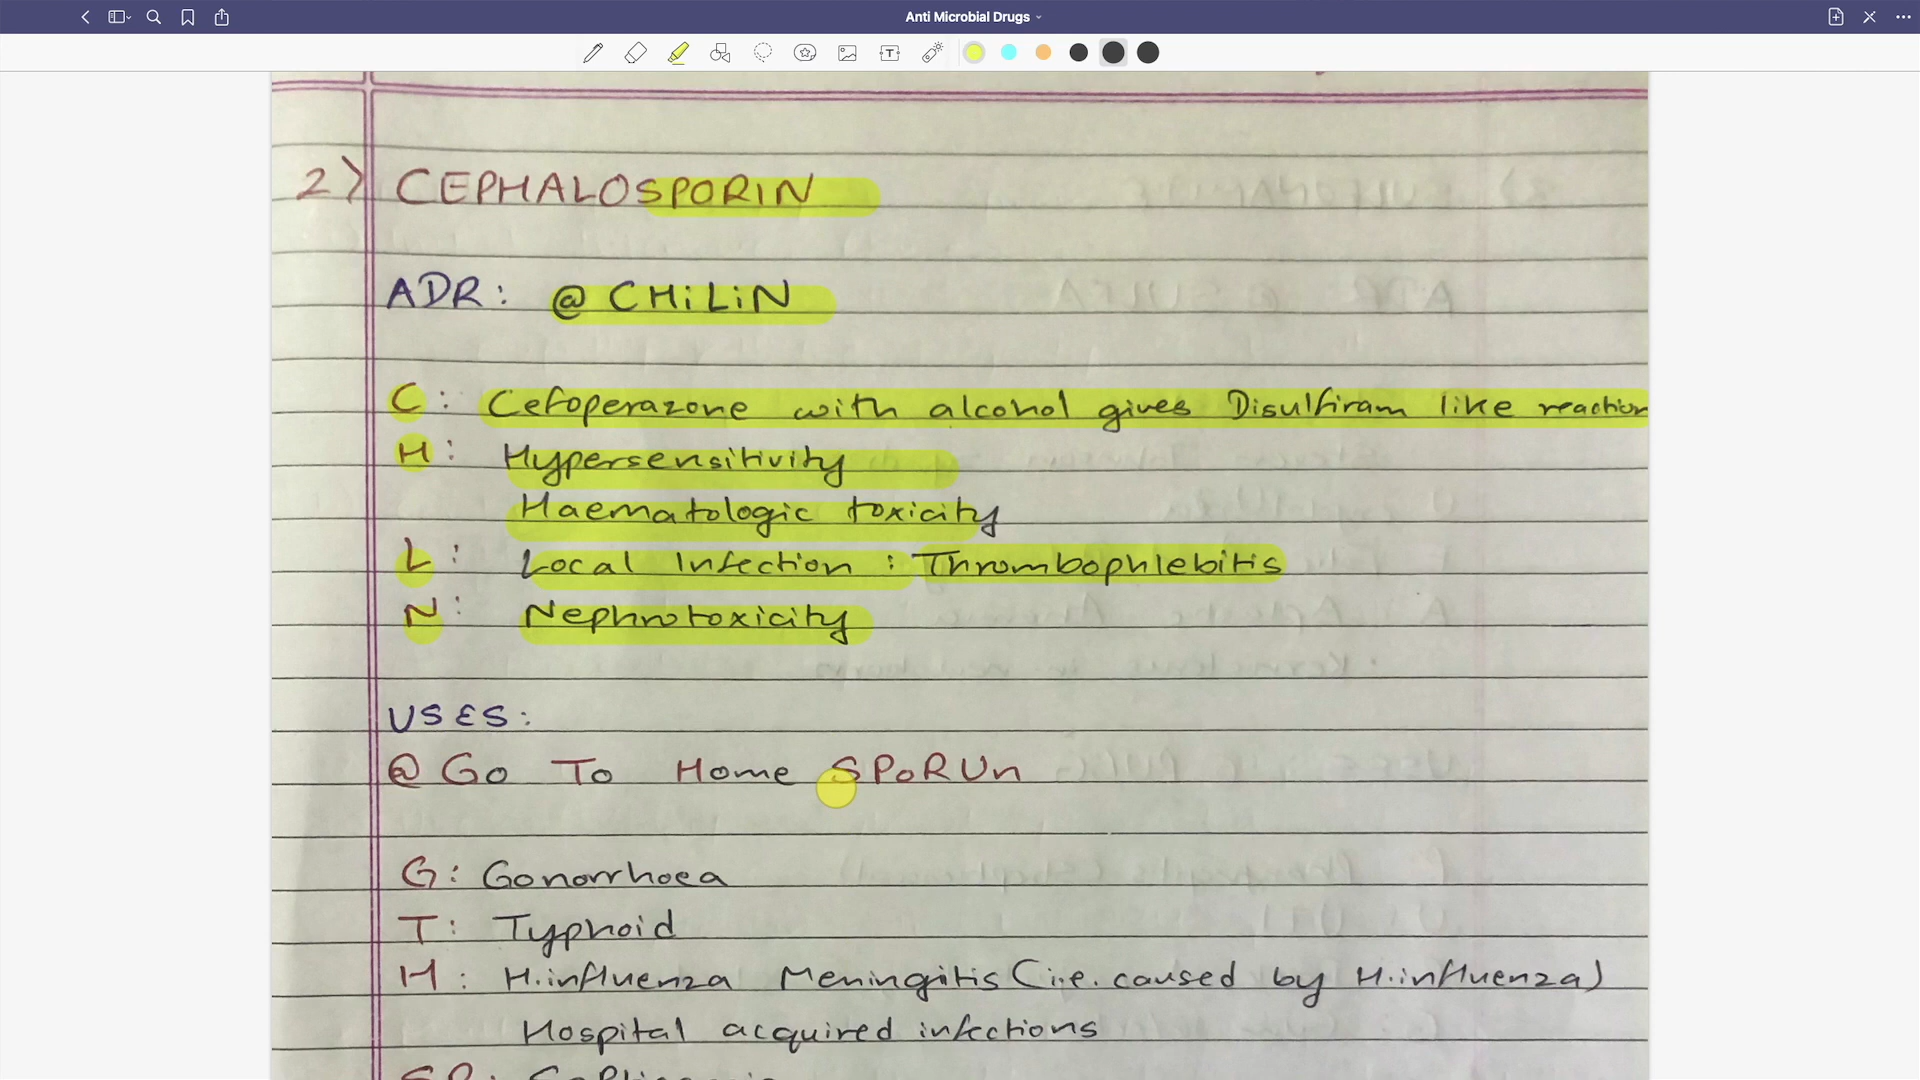 Anti Microbial Drugs
2) CEPHALOSPORIN
ADR: @ CHiLiN
C: Cefoperazone with alcohol gives Disulfiram like reaction
H: Hypersensitivity
Haematologic toxicity
L: Local Infection : Thrombophlebitis
N: Nephrotoxicity
USES:
@ Go To Home SPoRUn
G: Gonorrhoea
T: Typhoid
H: H.influenza Meningitis (i.e. caused by H.influenza)
Hospital acquired infections